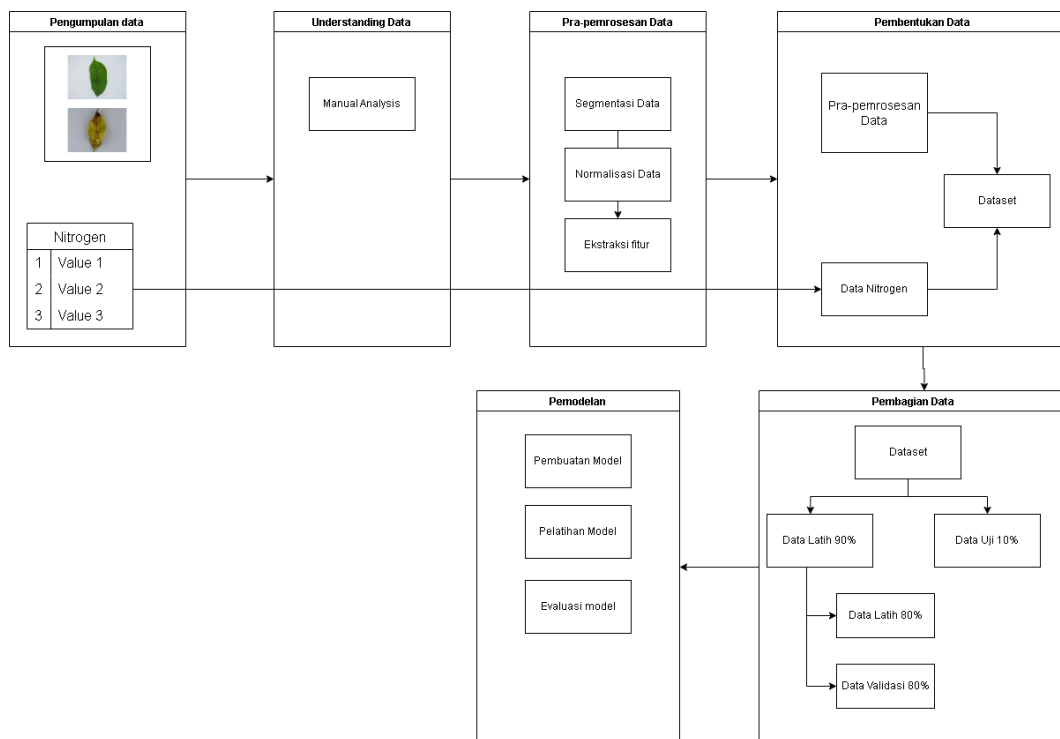 Pengumpulan data
Nitrogen
1 Value 1
2 Value 2
3 Value 3
Understanding Data
Manual Analysis
Pra-pemrosesan Data
Segmentasi Data
Normalisasi Data
Ekstraksi fitur
Pembentukan Data
Pra-pemrosesan
Data
Dataset
Data Nitrogen
Pembagian Data
Dataset
Data Latih 90%
Data Uji 10%
Data Latih 80%
Data Validasi 80%
Pemodelan
Pembuatan Model
Pelatihan Model
Evaluasi model